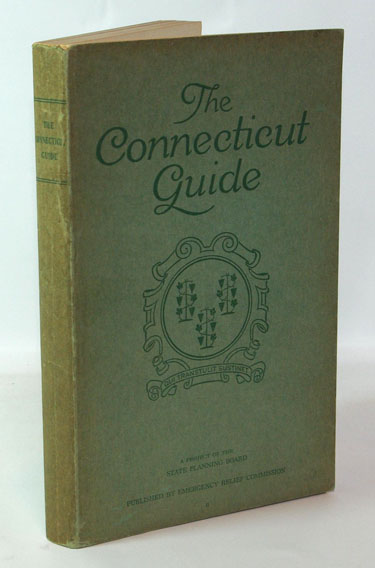 THE
CONNECTICUT
GUIDE
The
Connecticut
Guide
QUI TRANSTULIT SUSTINET
A PROJECT OF THE
STATE PLANNING BOARD
PUBLISHED BY EMERGENCY RELIEF COMMISSION